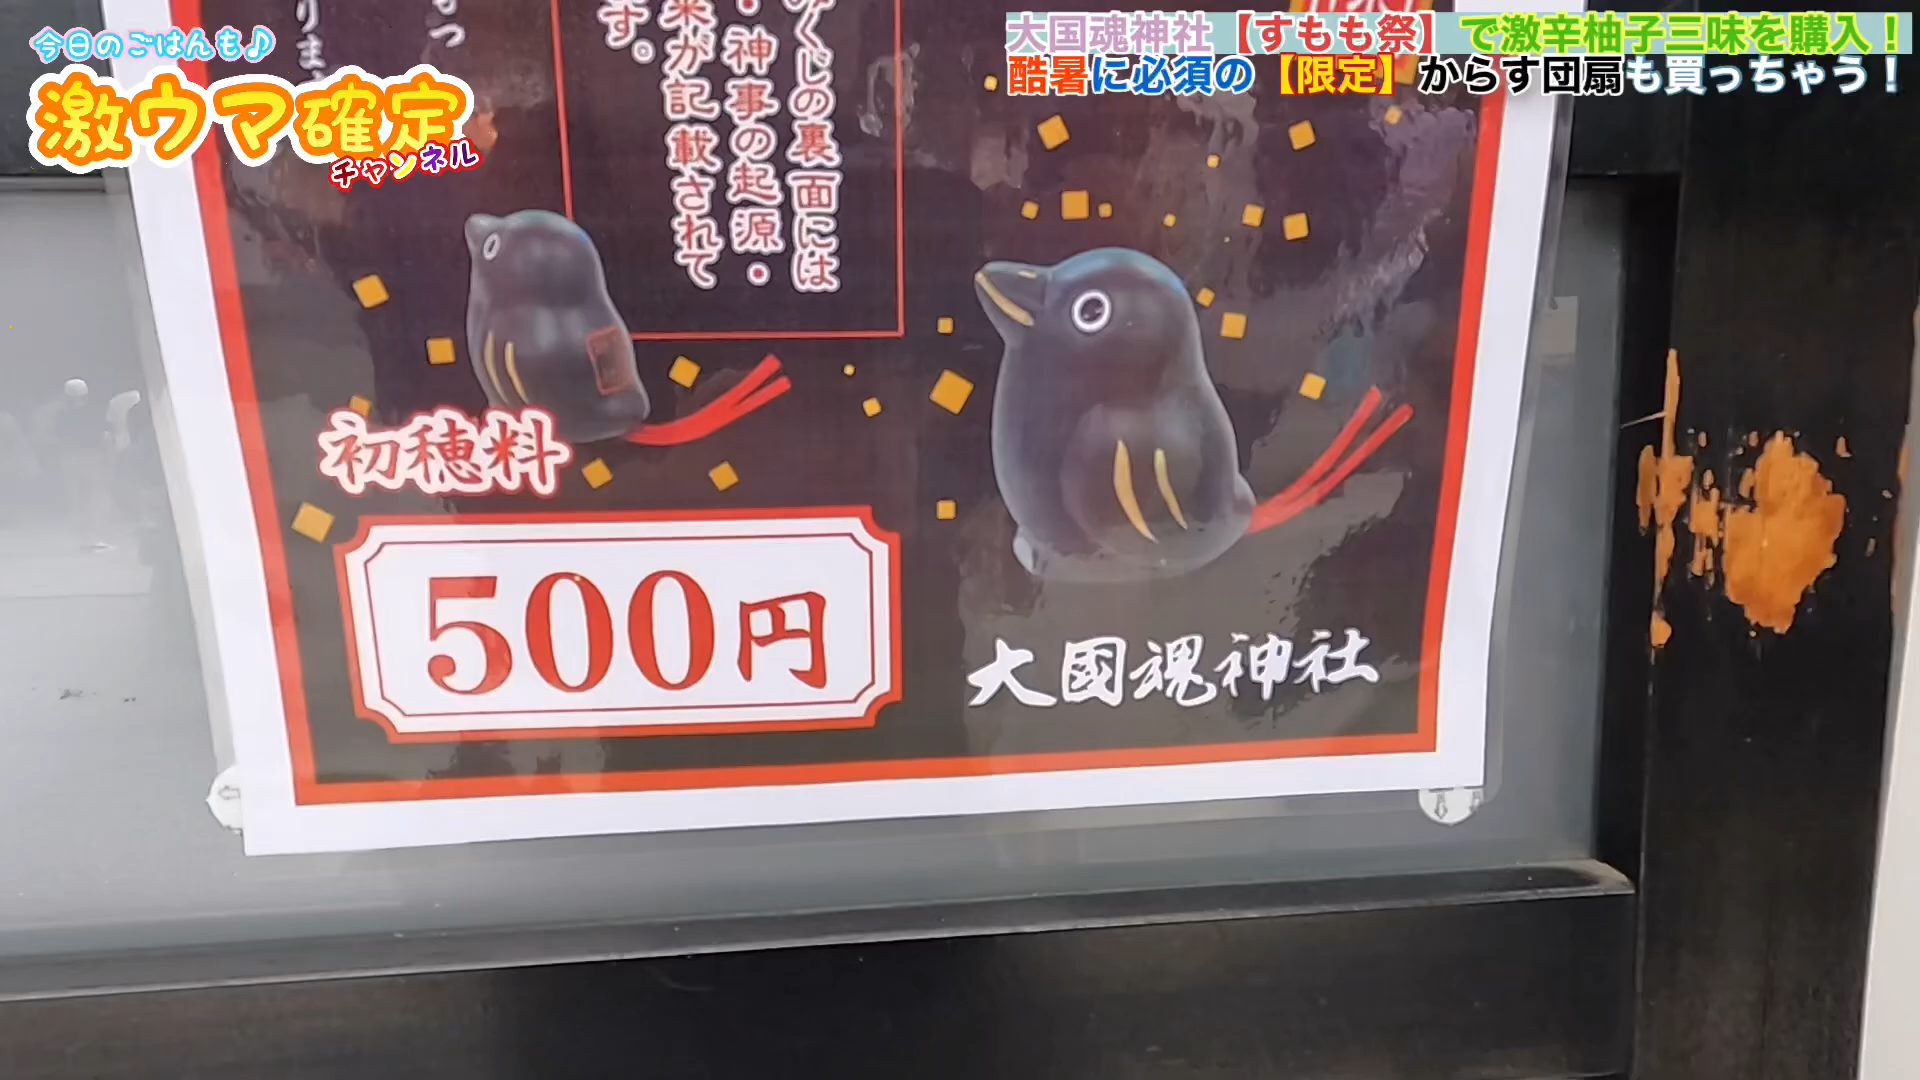 今日のごはんも♪
激ウマ確定
チャンネル
大国魂神社【すもも祭】で激辛柚子三味を購入！
酷暑に必須の【限定】からす団扇も買っちゃう！
みくじの裏面には
・神事の起源・
来が記載されて
す。
りま
初穂料
500円
大國魂神社